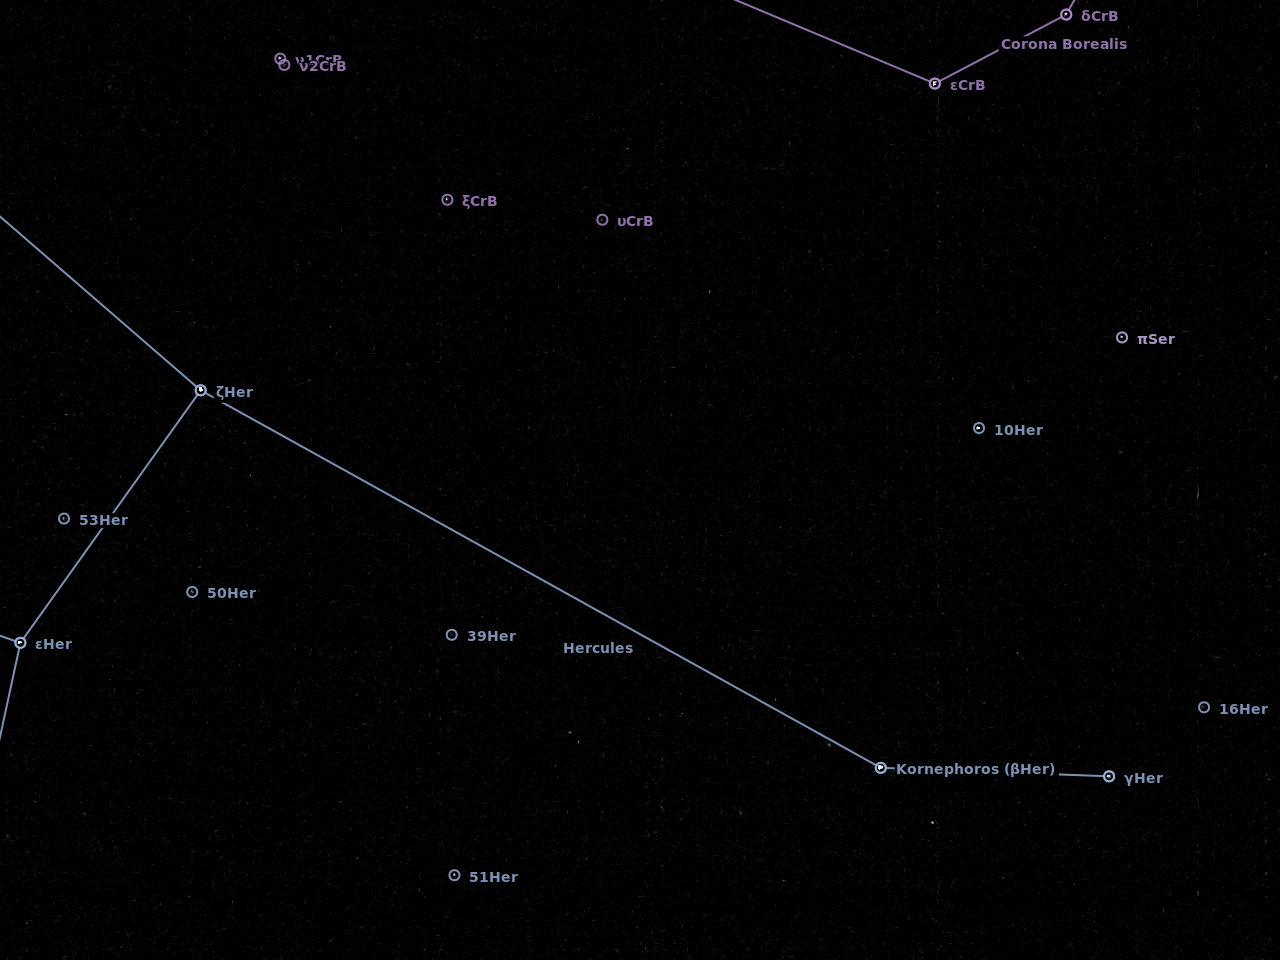 δCrB
Corona Borealis
ν1CrB
ν2CrB
εCrB
ξCrB
υCrB
πSer
ζHer
10Her
53Her
50Her
39Her
εHer
Hercules
16Her
Kornephoros (βHer)
γHer
51Her